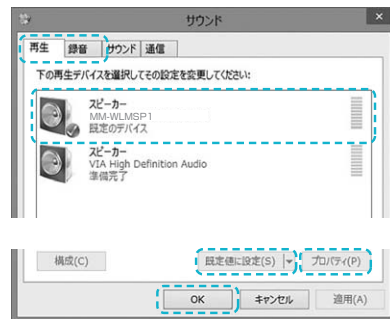 サウンド
再生 録音 サウンド 通信
下の再生デバイスを選択してその設定を変更してください:
スピーカー
MM-WLMSP1
既定のデバイス
スピーカー
VIA High Definition Audio
準備完了
構成(C) 既定値に設定(S) プロパティ(P)
OK キャンセル 適用(A)